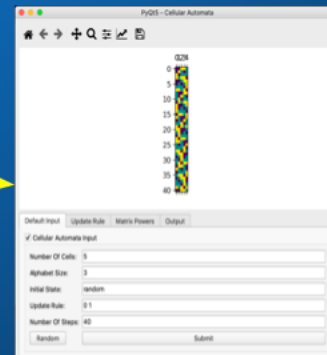 PyQt5 - Cellular Automata
024
0
5
10
15
20
25
30
35
40
Default Input Update Rule Matrix Powers Output
Cellular Automata Input
Number Of Cells: 5
Alphabet Size: 3
Initial State: random
Update Rule: 0 1
Number Of Steps: 40
Random Submit